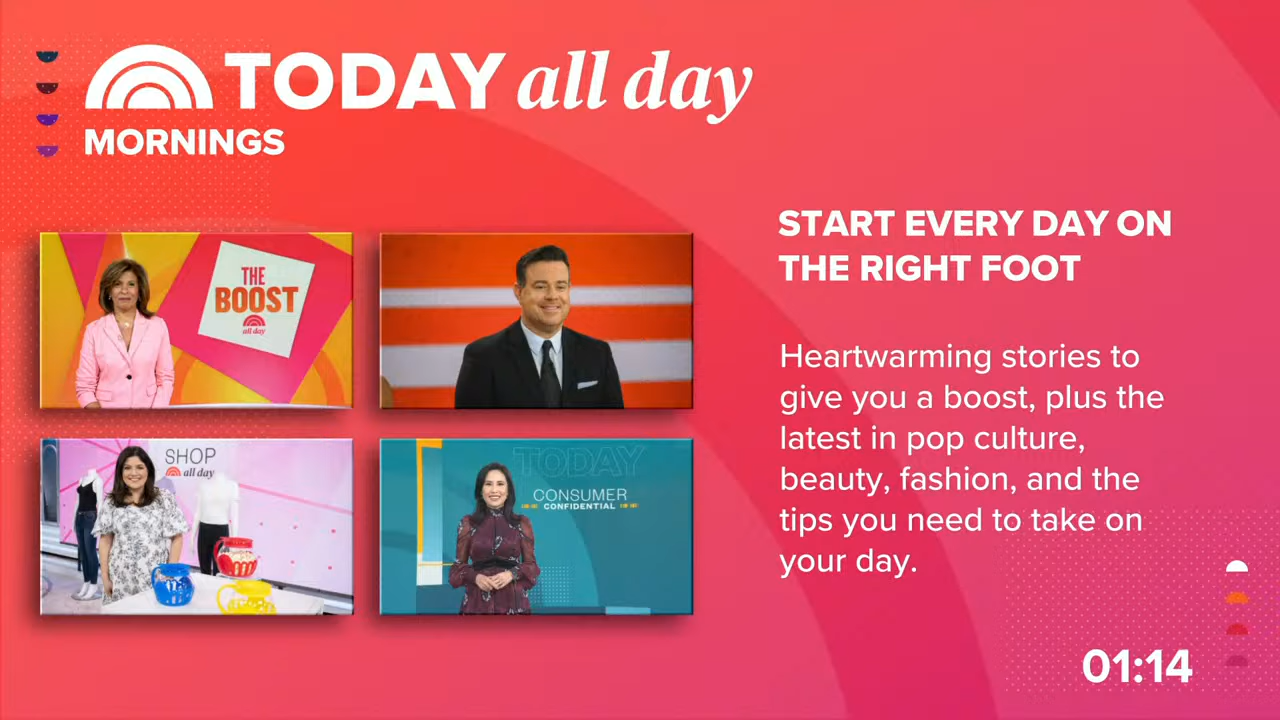 TODAY all day
MORNINGS
START EVERY DAY ON
THE RIGHT FOOT
Heartwarming stories to
give you a boost, plus the
latest in pop culture,
beauty, fashion, and the
tips you need to take on
your day.
THE
BOOST
all day
SHOP
all day
TODAY
CONSUMER
CONFIDENTIAL
01:14